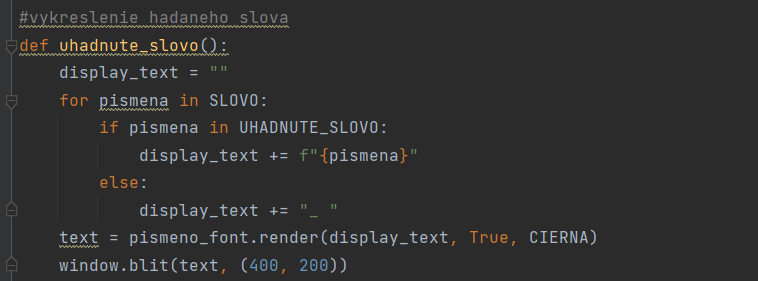 #vykreslenie hadaneho slova
def uhadnute_slovo():
    display_text = ""
    for pismena in SLOVO:
        if pismena in UHADNUTE_SLOVO:
            display_text += f"{pismena}"
        else:
            display_text += "_ "
    text = pismeno_font.render(display_text, True, CIERNA)
    window.blit(text, (400, 200))